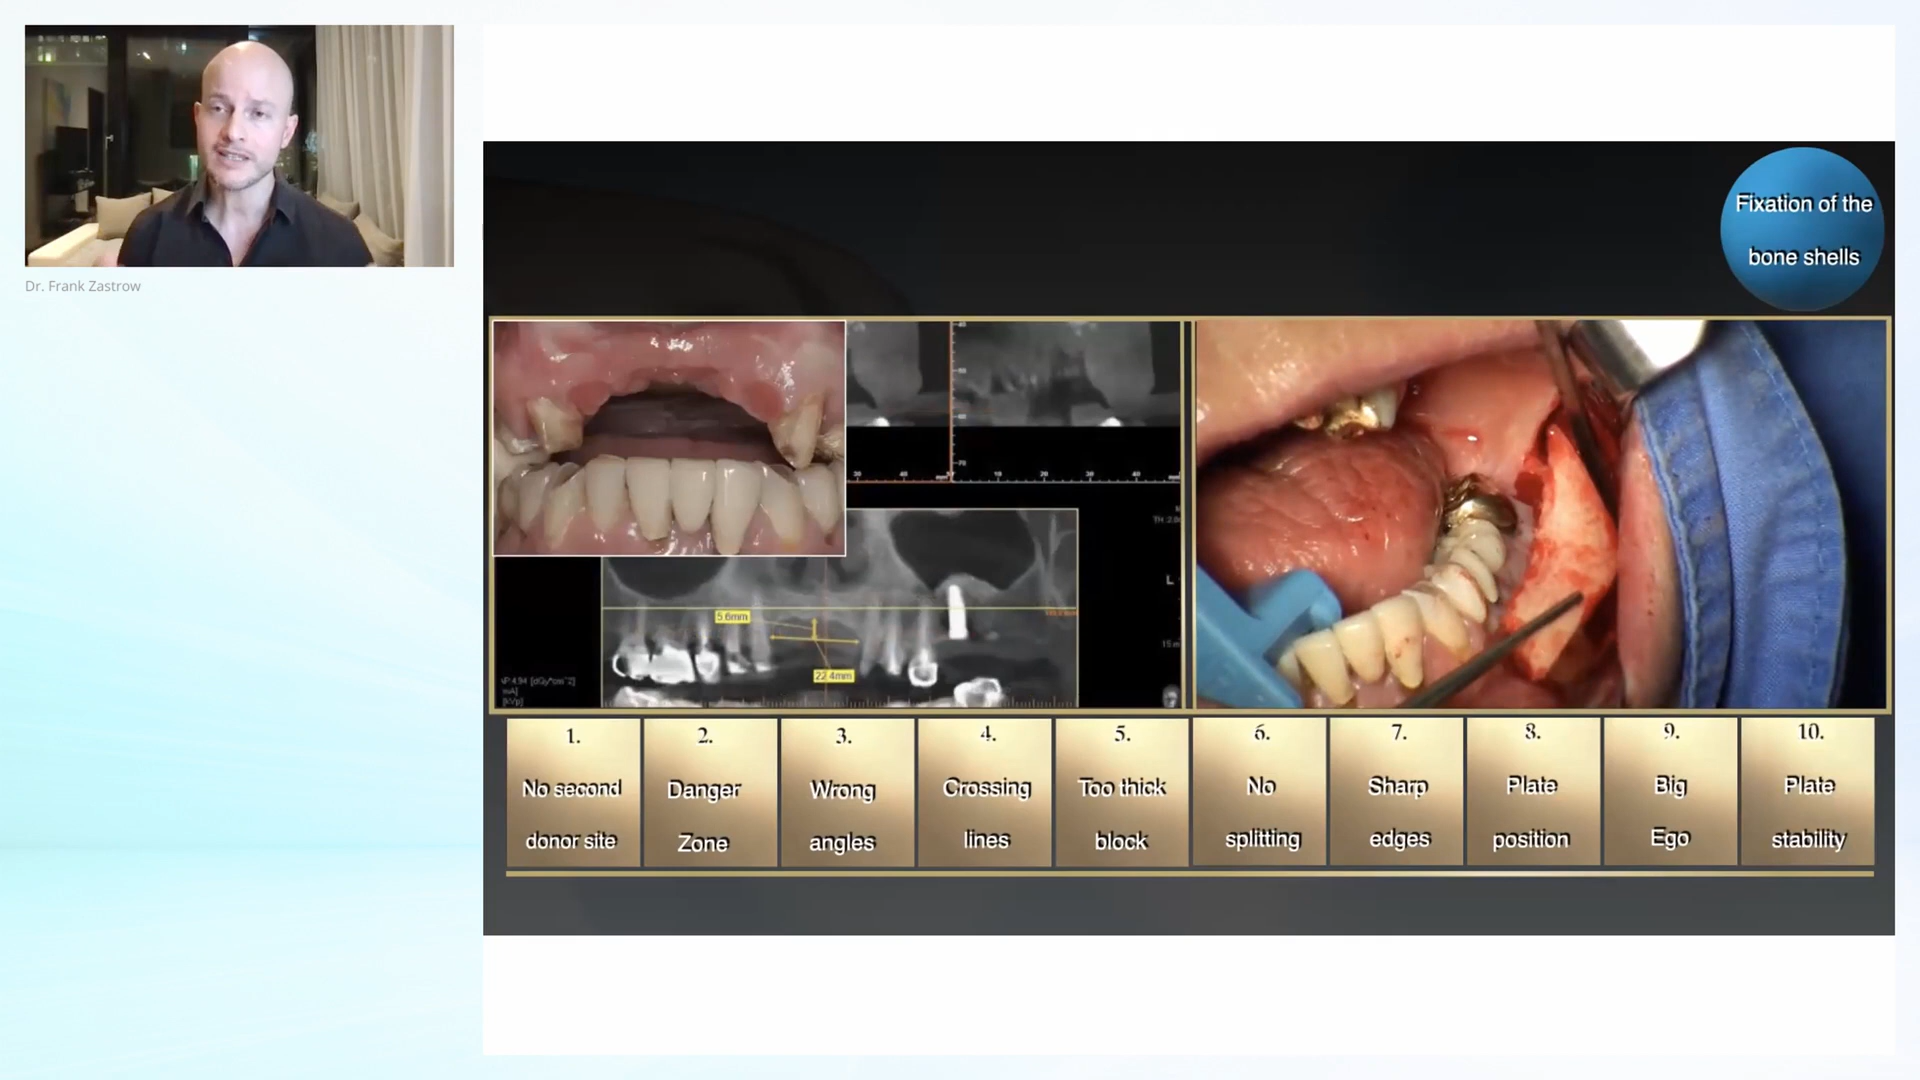 Dr. Frank Zastrow
Fixation of the
bone shells
5.6mm
22.4mm
L
1.
No second
donor site
2.
Danger
Zone
3.
Wrong
angles
4.
Crossing
lines
5.
Too thick
block
6.
No
splitting
7.
Sharp
edges
8.
Plate
position
9.
Big
Ego
10.
Plate
stability